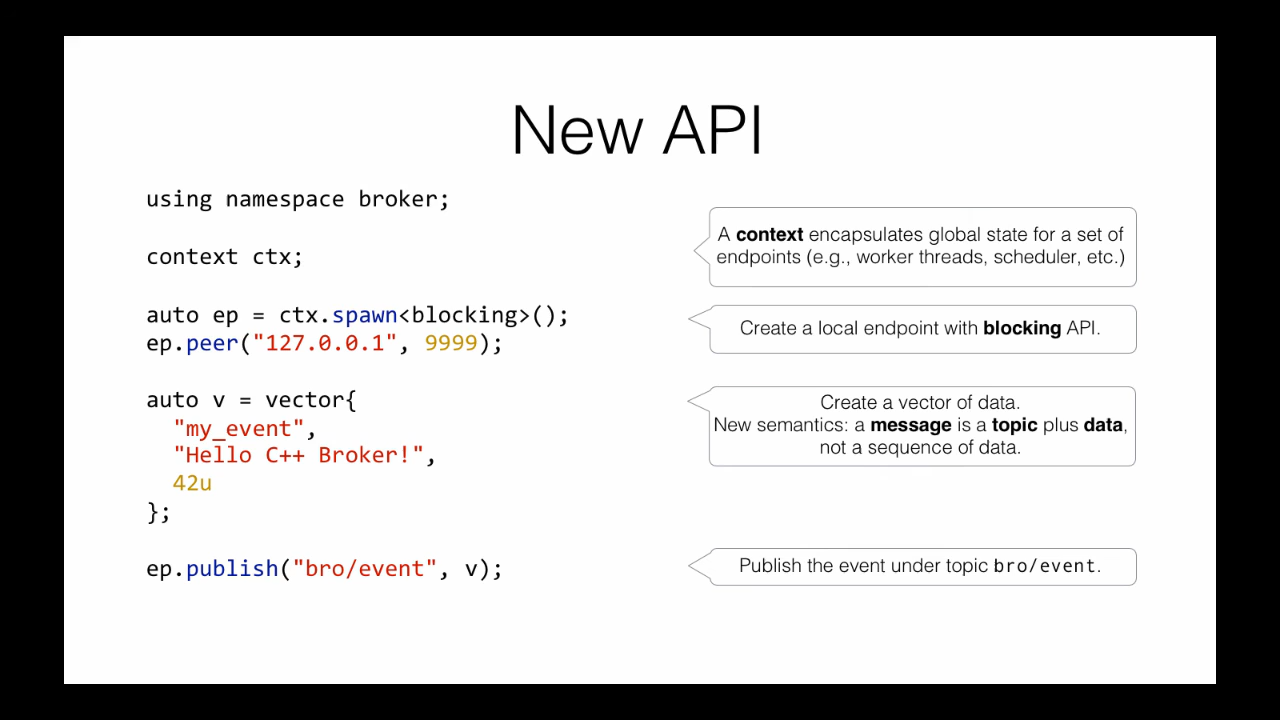 New API
using namespace broker;
context ctx;
auto ep = ctx.spawn<blocking>();
ep.peer("127.0.0.1", 9999);
auto v = vector{
"my_event",
"Hello C++ Broker!",
42u
};
ep.publish("bro/event", v);
A context encapsulates global state for a set of
endpoints (e.g., worker threads, scheduler, etc.)
Create a local endpoint with blocking API.
Create a vector of data.
New semantics: a message is a topic plus data,
not a sequence of data.
Publish the event under topic bro/event.